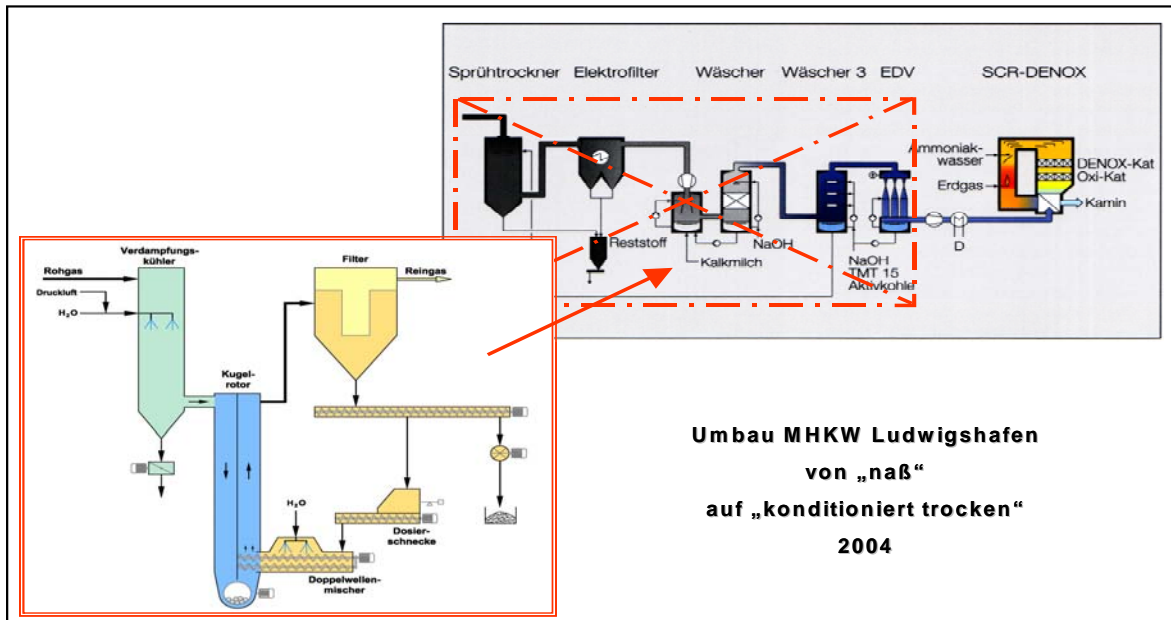 Sprühtrockner Elektrofilter Wäscher Wäscher 3 EDV SCR-DENOX
Ammoniak-
wasser
Erdgas
DENOX-Kat
Oxi-Kat
Kamin
Reststoff
Kalkmilch
NaOH
NaOH
TMT 15
Aktivkohle
D
Verdampfungs-
kühler
Rohgas
Druckluft
H₂O
Filter
Reingas
Kugel-
rotor
H₂O
Dosier-
schnecke
Doppelwellen-
mischer
Umbau MHKW Ludwigshafen
von „naß“
auf „konditioniert trocken“
2004